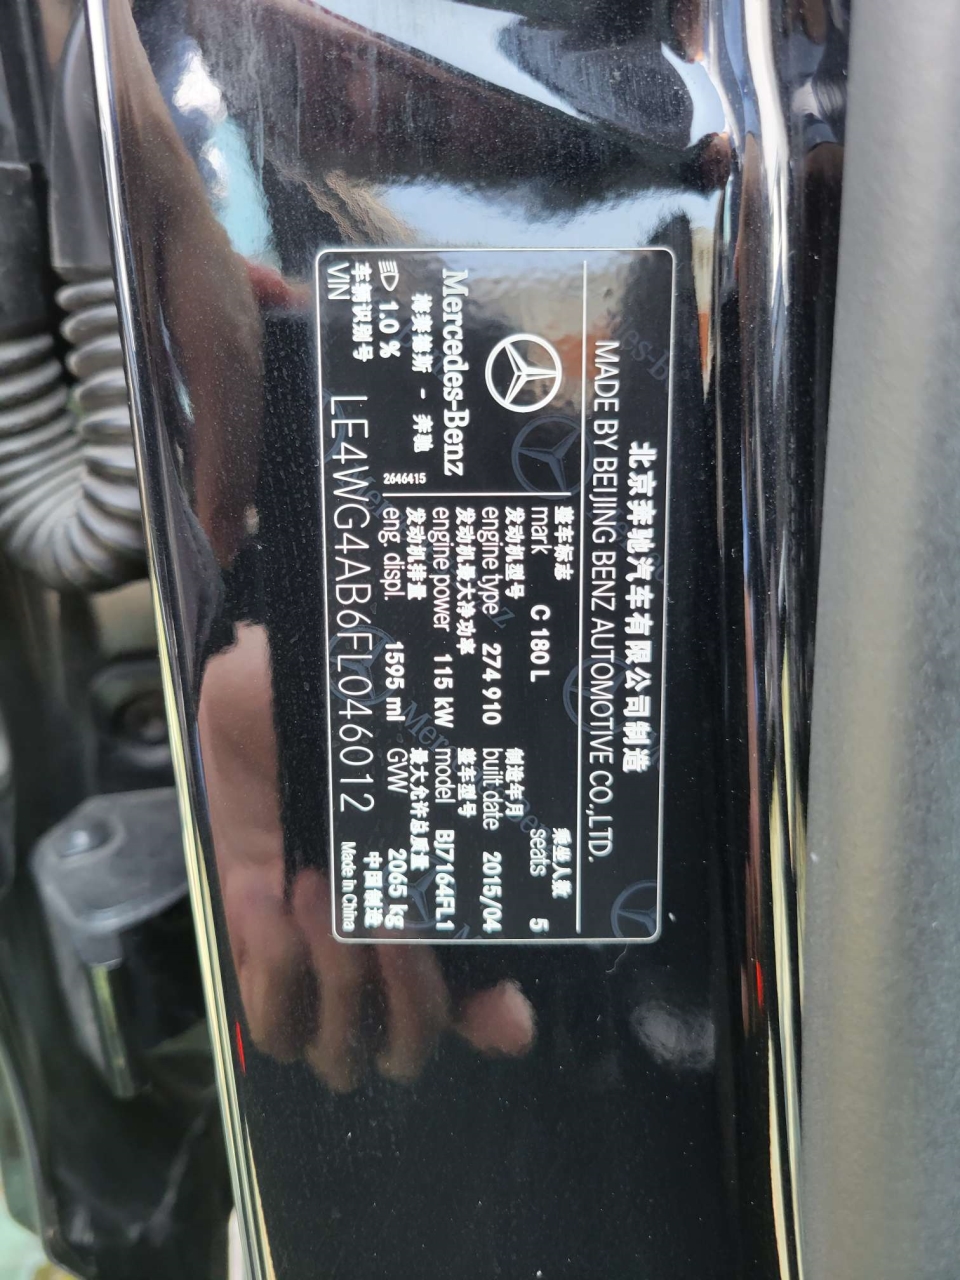 北京奔驰汽车有限公司制造
MADE BY BEIJING BENZ AUTOMOTIVE CO.,LTD.
Mercedes-Benz
梅赛德斯 - 奔驰
1.0 %
2646415
整车标志
mark C 180 L
乘坐人数
seats 5
发动机型号
engine type 274 910
制造年月
built date 2015/04
发动机最大净功率
engine power 115 kW
整车型号
model BJ7164FL1
发动机排量
eng. displ. 1595 ml
最大允许总质量
GVW 2065 kg
车辆识别号
VIN LE4WG4AB6FL046012
中国制造
Made in China